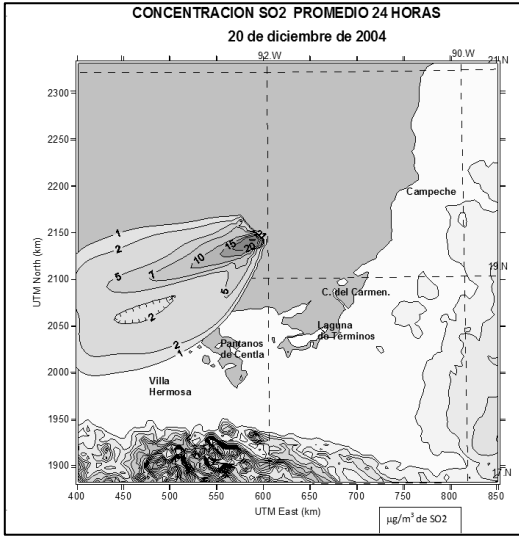 CONCENTRACION SO2 PROMEDIO 24 HORAS
20 de diciembre de 2004
92.W
90.W
21 N
2300
2250
2200
2150
2100
2050
2000
1950
1900
UTM North (km)
Campeche
19 N
C. del Carmen.
Laguna
do Terminos
Pantanos
de Centla
Villa
Hermosa
1
2
5
7
10
15
20
5
2
2
1
17 N
400 450 500 550 600 650 700 750 800 850
UTM East (km)
µg/m³ de SO2